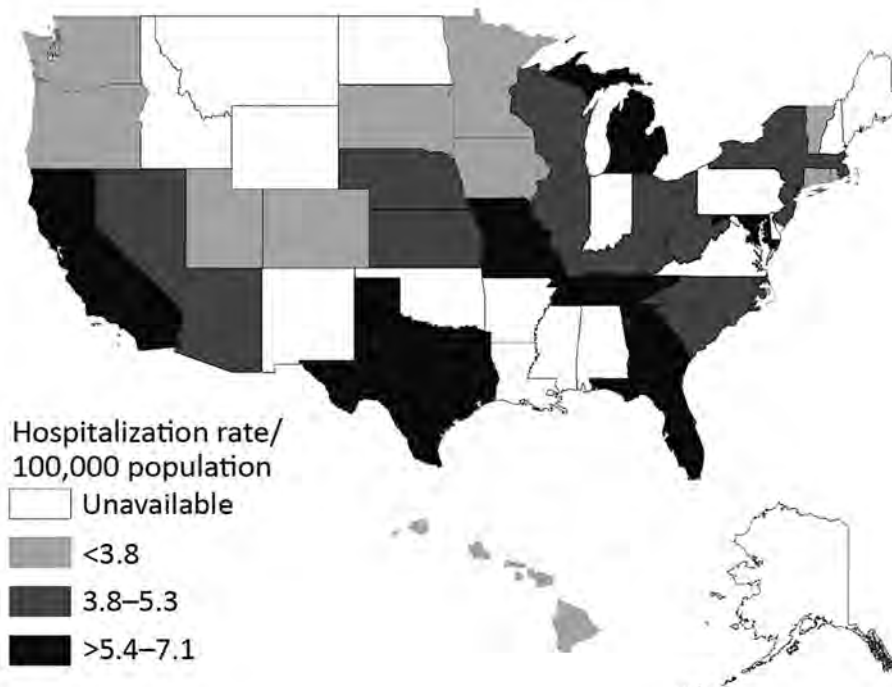 Hospitalization rate/
100,000 population
Unavailable
<3.8
3.8–5.3
>5.4–7.1